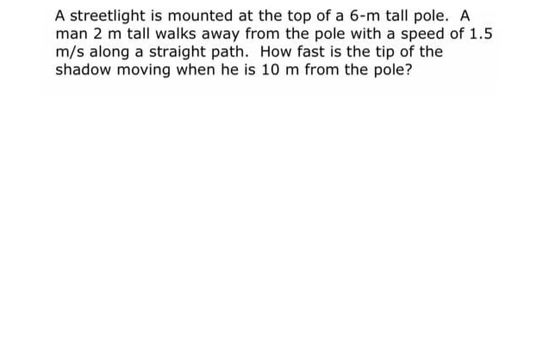 A streetlight is mounted at the top of a 6-m tall pole.  A
man 2 m tall walks away from the pole with a speed of 1.5
m/s along a straight path.  How fast is the tip of the
shadow moving when he is 10 m from the pole?